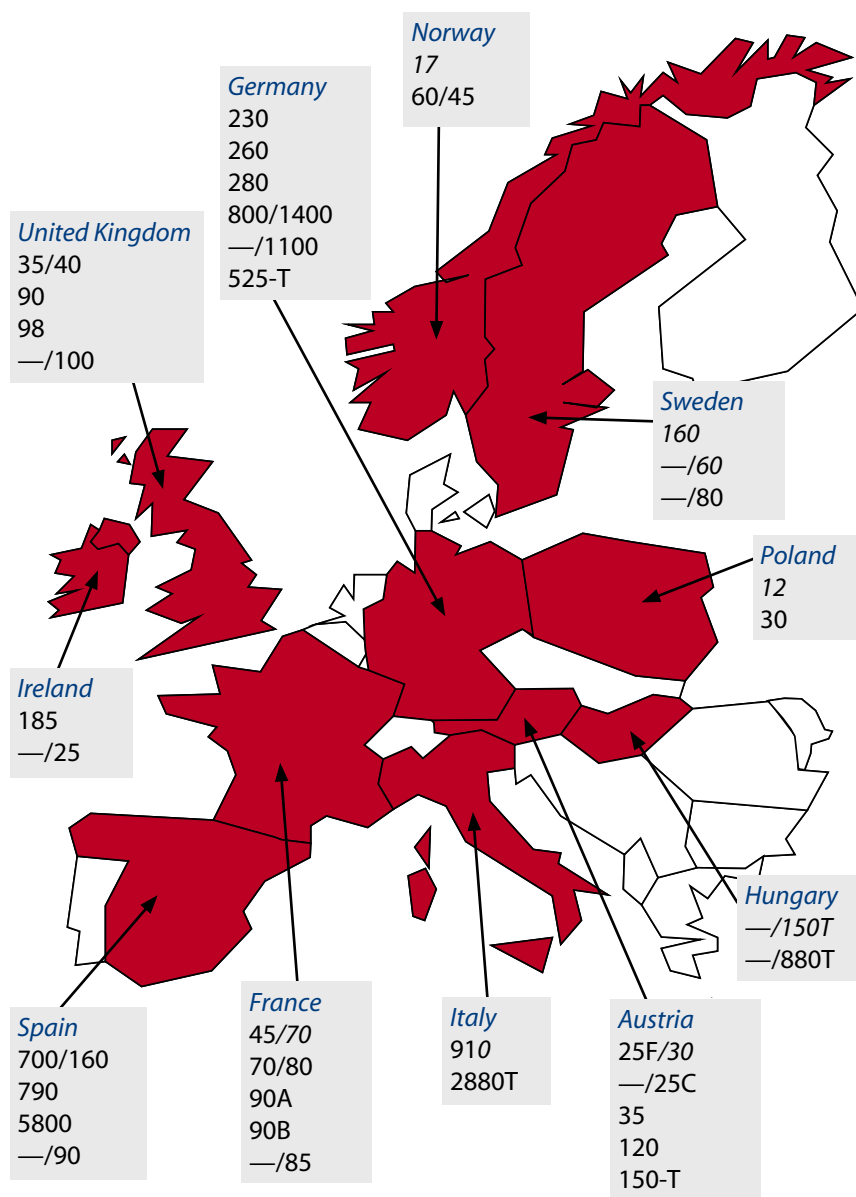 Norway
17
60/45
Germany
230
260
280
800/1400
—/1100
525-T
United Kingdom
35/40
90
98
—/100
Sweden
160
—/60
—/80
Poland
12
30
Ireland
185
—/25
Hungary
—/150T
—/880T
Spain
700/160
790
5800
—/90
France
45/70
70/80
90A
90B
—/85
Italy
910
2880T
Austria
25F/30
—/25C
35
120
150-T